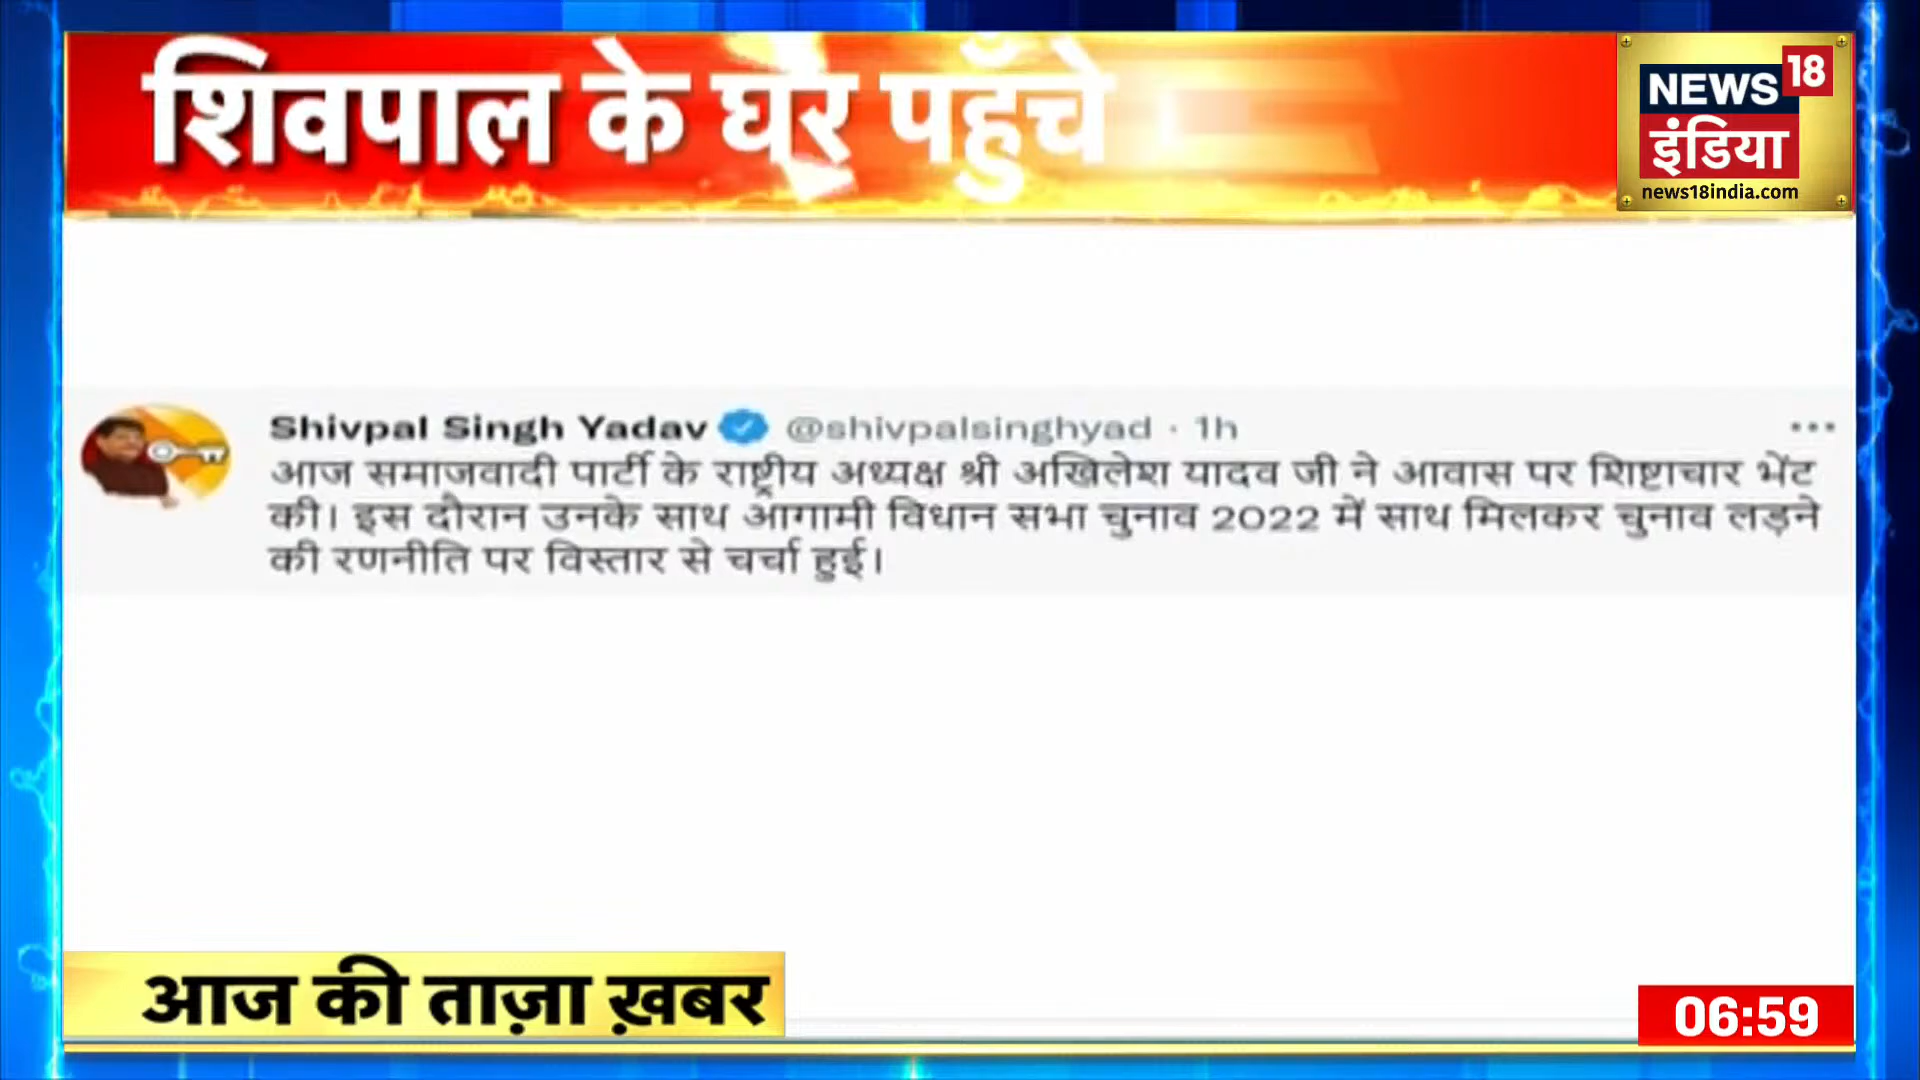 शिवपाल के घर पहुँचे
NEWS 18
इंडिया
news18india.com
Shivpal Singh Yadav @shivpalsinghyad · 1h
आज समाजवादी पार्टी के राष्ट्रीय अध्यक्ष श्री अखिलेश यादव जी ने आवास पर शिष्टाचार भेंट
की। इस दौरान उनके साथ आगामी विधान सभा चुनाव 2022 में साथ मिलकर चुनाव लड़ने
की रणनीति पर विस्तार से चर्चा हुई।
आज की ताज़ा ख़बर
06:59